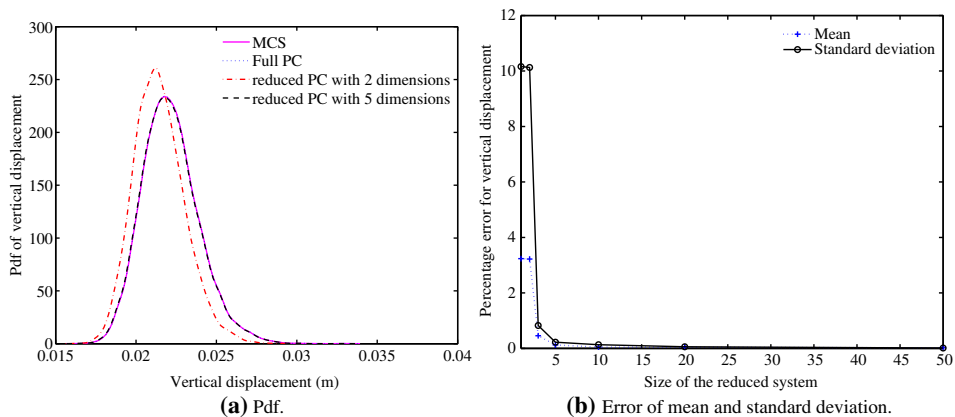 300
250
200
150
100
50
0
Pdf of vertical displacement
MCS
Full PC
reduced PC with 2 dimensions
reduced PC with 5 dimensions
0.015 0.02 0.025 0.03 0.035 0.04
Vertical displacement (m)
(a) Pdf.
12
10
8
6
4
2
0
Percentage error for vertical displacement
Mean
Standard deviation
5 10 15 20 25 30 35 40 45 50
Size of the reduced system
(b) Error of mean and standard deviation.